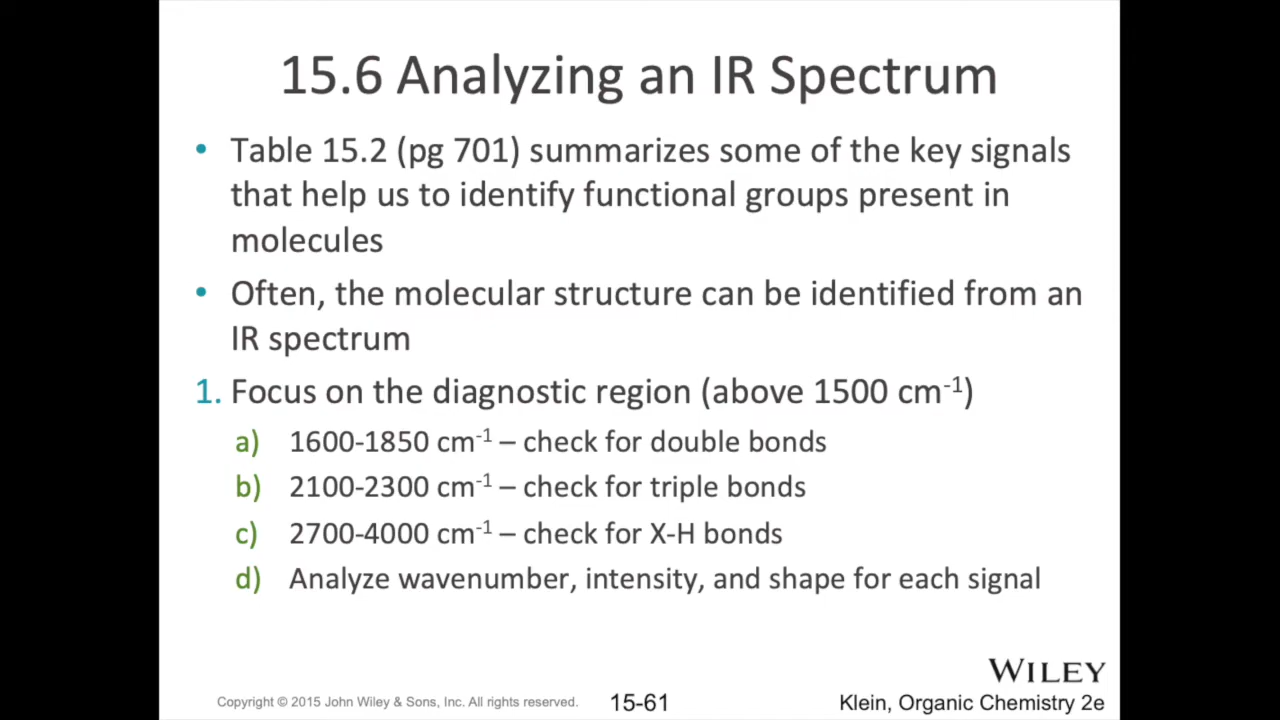 15.6 Analyzing an IR Spectrum
• Table 15.2 (pg 701) summarizes some of the key signals
that help us to identify functional groups present in
molecules
• Often, the molecular structure can be identified from an
IR spectrum
1. Focus on the diagnostic region (above 1500 cm⁻¹)
a) 1600-1850 cm⁻¹ – check for double bonds
b) 2100-2300 cm⁻¹ – check for triple bonds
c) 2700-4000 cm⁻¹ – check for X-H bonds
d) Analyze wavenumber, intensity, and shape for each signal
WILEY
Copyright © 2015 John Wiley & Sons, Inc. All rights reserved.
15-61
Klein, Organic Chemistry 2e